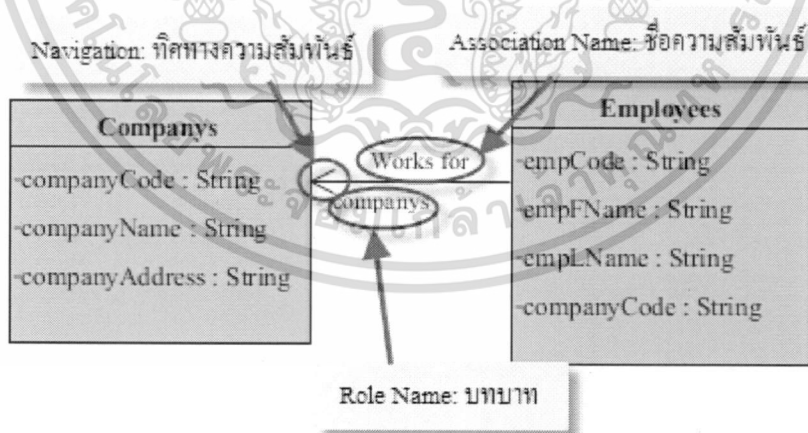 Navigation: ทิศทางความสัมพันธ์
Association Name: ชื่อความสัมพันธ์
Companys
-companyCode : String
-companyName : String
-companyAddress : String
Works for
companys
Employees
-empCode : String
-empFName : String
-empLName : String
-companyCode : String
Role Name: บทบาท